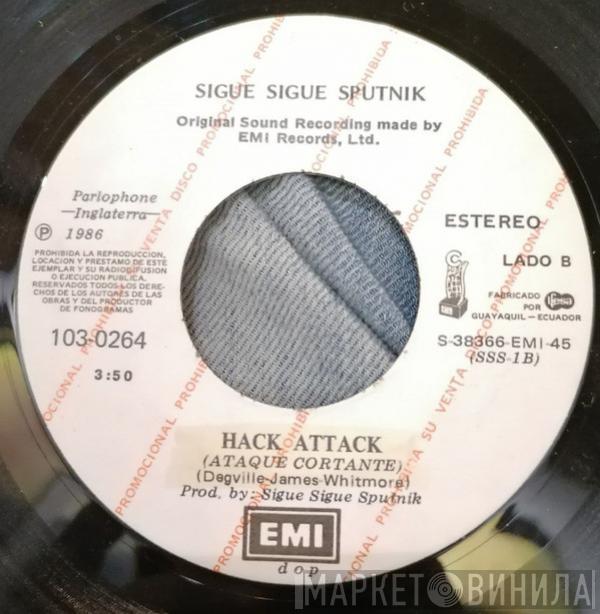 SIGUE SIGUE SPUTNIK
Original Sound Recording made by
EMI Records, Ltd.
Parlophone
—Inglaterra—
℗ 1986
PROHIBIDA LA REPRODUCCION,
LOCACION Y PRESTAMO DE ESTE
EJEMPLAR Y SU RADIODIFUSION
O EJECUCION PUBLICA.
RESERVADOS TODOS LOS DERE-
CHOS DE LOS AUTORES DE LAS
OBRAS Y DEL PRODUCTOR
DE FONOGRAMAS
103-0264
3:50
ESTEREO
LADO B
FABRICADO
POR
GUAYAQUIL – ECUADOR
S-38366-EMI-45
(SSS-1B)
HACK ATTACK
(ATAQUE CORTANTE)
(Degville-James-Whitmore)
Prod. by: Sigue Sigue Sputnik
EMI
dop
DISCO PROMOCIONAL PROHIBIDA SU VENTA
МАРКЕТ ВИНИЛА